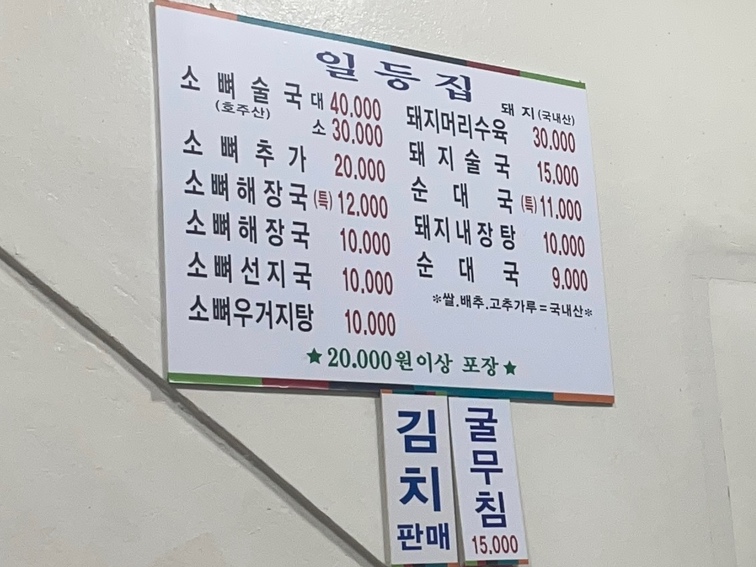 일등집
소뼈술국 대 40.000
(호주산) 소 30.000
소뼈추가 20.000
소뼈해장국 (특) 12.000
소뼈해장국 10.000
소뼈선지국 10.000
소뼈우거지탕 10.000
돼지(국내산)
돼지머리수육 30.000
돼지술국 15.000
순대국 (특) 11.000
돼지내장탕 10.000
순대국 9.000
*쌀.배추.고추가루=국내산*
★20.000원이상 포장★
김치
판매
굴무침
15.000